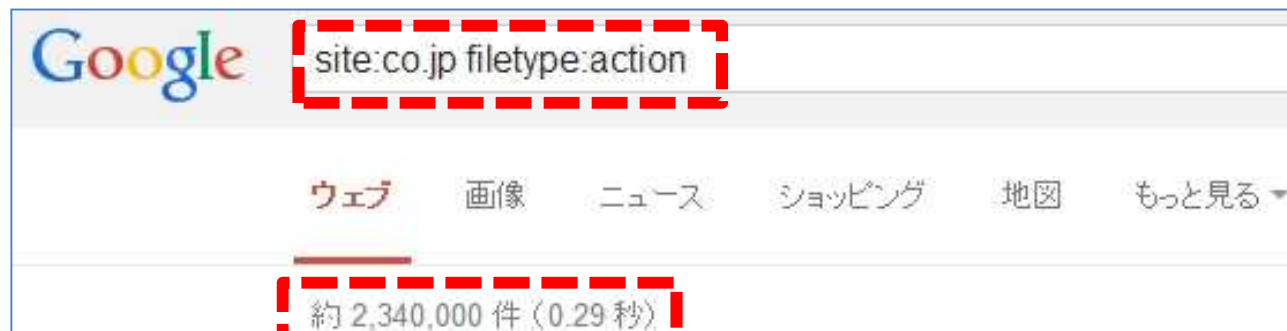 Google site:co.jp filetype:action
ウェブ 画像 ニュース ショッピング 地図 もっと見る
約 2,340,000 件 (0.29 秒)